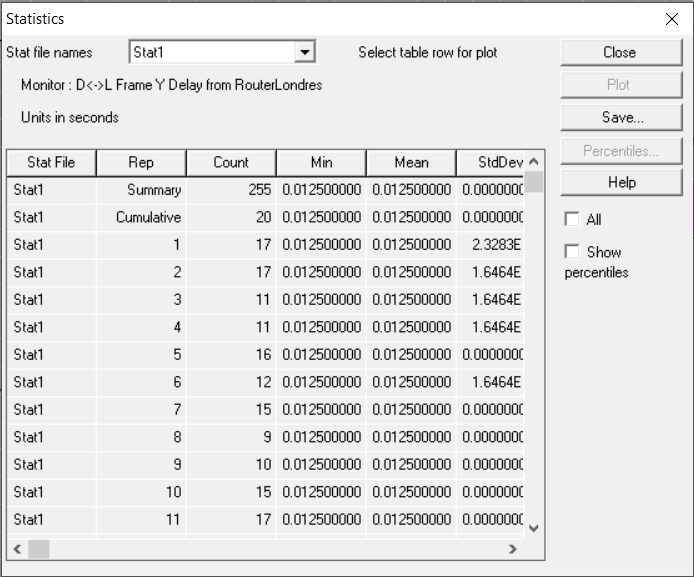 Statistics
Stat file names Stat1 Select table row for plot Close
Monitor : D<->L Frame Y Delay from RouterLondres Plot
Units in seconds Save...
Percentiles...
Help
All
Show
percentiles
Stat File Rep Count Min Mean StdDev
Stat1 Summary 255 0.012500000 0.012500000 0.0000000
Stat1 Cumulative 20 0.012500000 0.012500000 0.0000000
Stat1 1 17 0.012500000 0.012500000 2.3283E
Stat1 2 17 0.012500000 0.012500000 1.6464E
Stat1 3 11 0.012500000 0.012500000 1.6464E
Stat1 4 11 0.012500000 0.012500000 1.6464E
Stat1 5 16 0.012500000 0.012500000 0.0000000
Stat1 6 12 0.012500000 0.012500000 1.6464E
Stat1 7 15 0.012500000 0.012500000 0.0000000
Stat1 8 9 0.012500000 0.012500000 0.0000000
Stat1 9 10 0.012500000 0.012500000 0.0000000
Stat1 10 15 0.012500000 0.012500000 0.0000000
Stat1 11 17 0.012500000 0.012500000 0.0000000